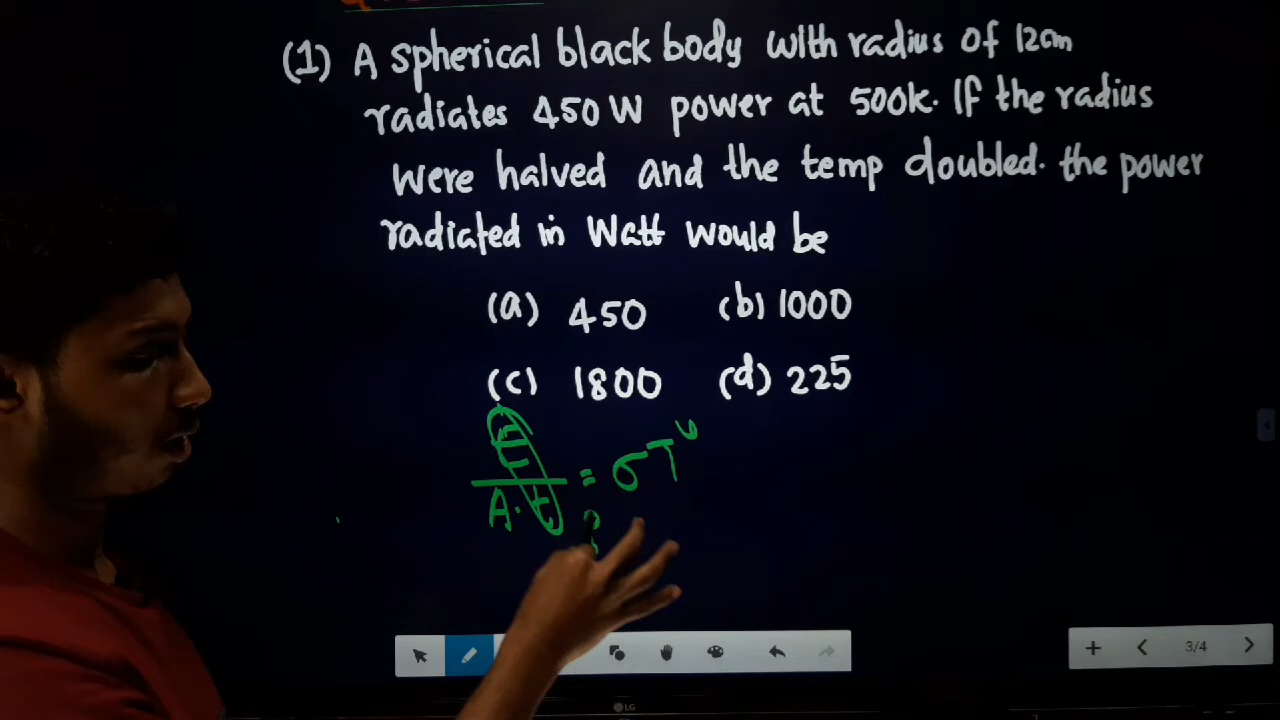 (1) A spherical black body with radius of 12cm
radiates 450 W power at 500k. If the radius
were halved and the temp doubled. the power
radiated in Watt would be
(a) 450 (b) 1000
(c) 1800 (d) 225
E
A. t = σT⁴
3/4
LG